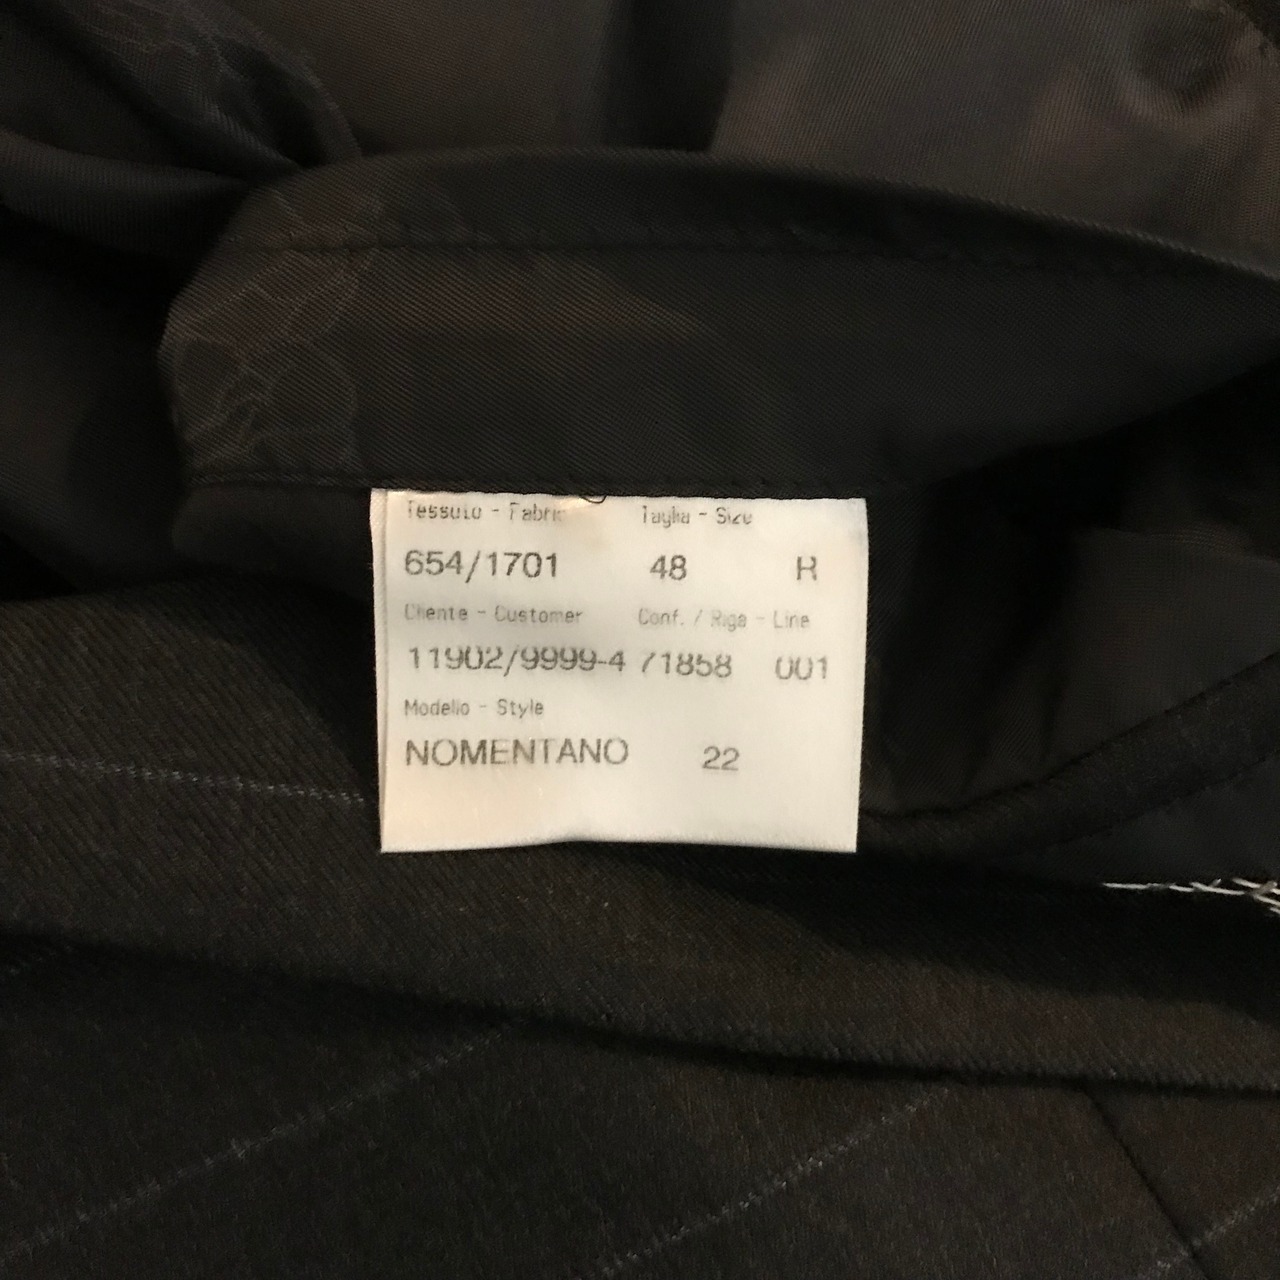 Tessuto - Fabric Taglia - Size
654/1701 48 R
Cliente - Customer Conf. / Riga - Line
11902/9999-4 71858 001
Modello - Style
NOMENTANO 22